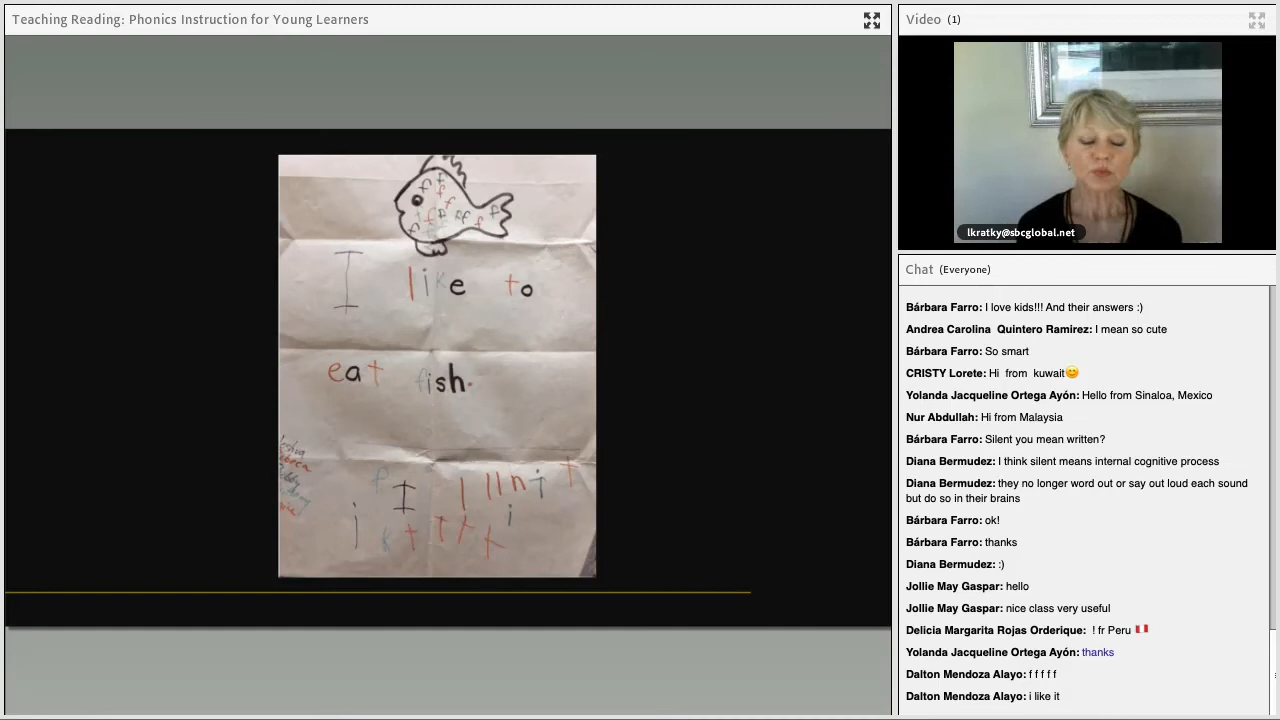 Teaching Reading: Phonics Instruction for Young Learners
f f f f f f f f f
I like to
eat fish.
f I l l l n i t
i k t t t t i
Video (1)
lkratky@sbcglobal.net
Chat (Everyone)
Bárbara Farro: I love kids!!! And their answers :)
Andrea Carolina Quintero Ramirez: I mean so cute
Bárbara Farro: So smart
CRISTY Lorete: Hi from kuwait😊
Yolanda Jacqueline Ortega Ayón: Hello from Sinaloa, Mexico
Nur Abdullah: Hi from Malaysia
Bárbara Farro: Silent you mean written?
Diana Bermudez: I think silent means internal cognitive process
Diana Bermudez: they no longer word out or say out loud each sound
but do so in their brains
Bárbara Farro: ok!
Bárbara Farro: thanks
Diana Bermudez: :)
Jollie May Gaspar: hello
Jollie May Gaspar: nice class very useful
Delicia Margarita Rojas Orderique: ! fr Peru 🇵🇪
Yolanda Jacqueline Ortega Ayón: thanks
Dalton Mendoza Alayo: f f f f f
Dalton Mendoza Alayo: i like it